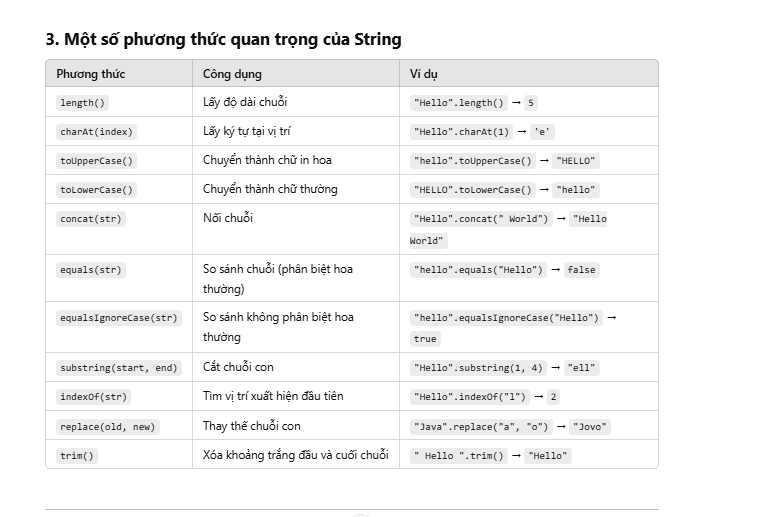 3. Một số phương thức quan trọng của String
Phương thức Công dụng Ví dụ
length() Lấy độ dài chuỗi "Hello".length() → 5
charAt(index) Lấy ký tự tại vị trí "Hello".charAt(1) → 'e'
toUpperCase() Chuyển thành chữ in hoa "hello".toUpperCase() → "HELLO"
toLowerCase() Chuyển thành chữ thường "HELLO".toLowerCase() → "hello"
concat(str) Nối chuỗi "Hello".concat(" World") → "Hello
World"
equals(str) So sánh chuỗi (phân biệt hoa "hello".equals("Hello") → false
thường)
equalsIgnoreCase(str) So sánh không phân biệt hoa "hello".equalsIgnoreCase("Hello") →
thường true
substring(start, end) Cắt chuỗi con "Hello".substring(1, 4) → "ell"
indexOf(str) Tìm vị trí xuất hiện đầu tiên "Hello".indexOf("l") → 2
replace(old, new) Thay thế chuỗi con "Java".replace("a", "o") → "Jovo"
trim() Xóa khoảng trắng đầu và cuối chuỗi " Hello ".trim() → "Hello"